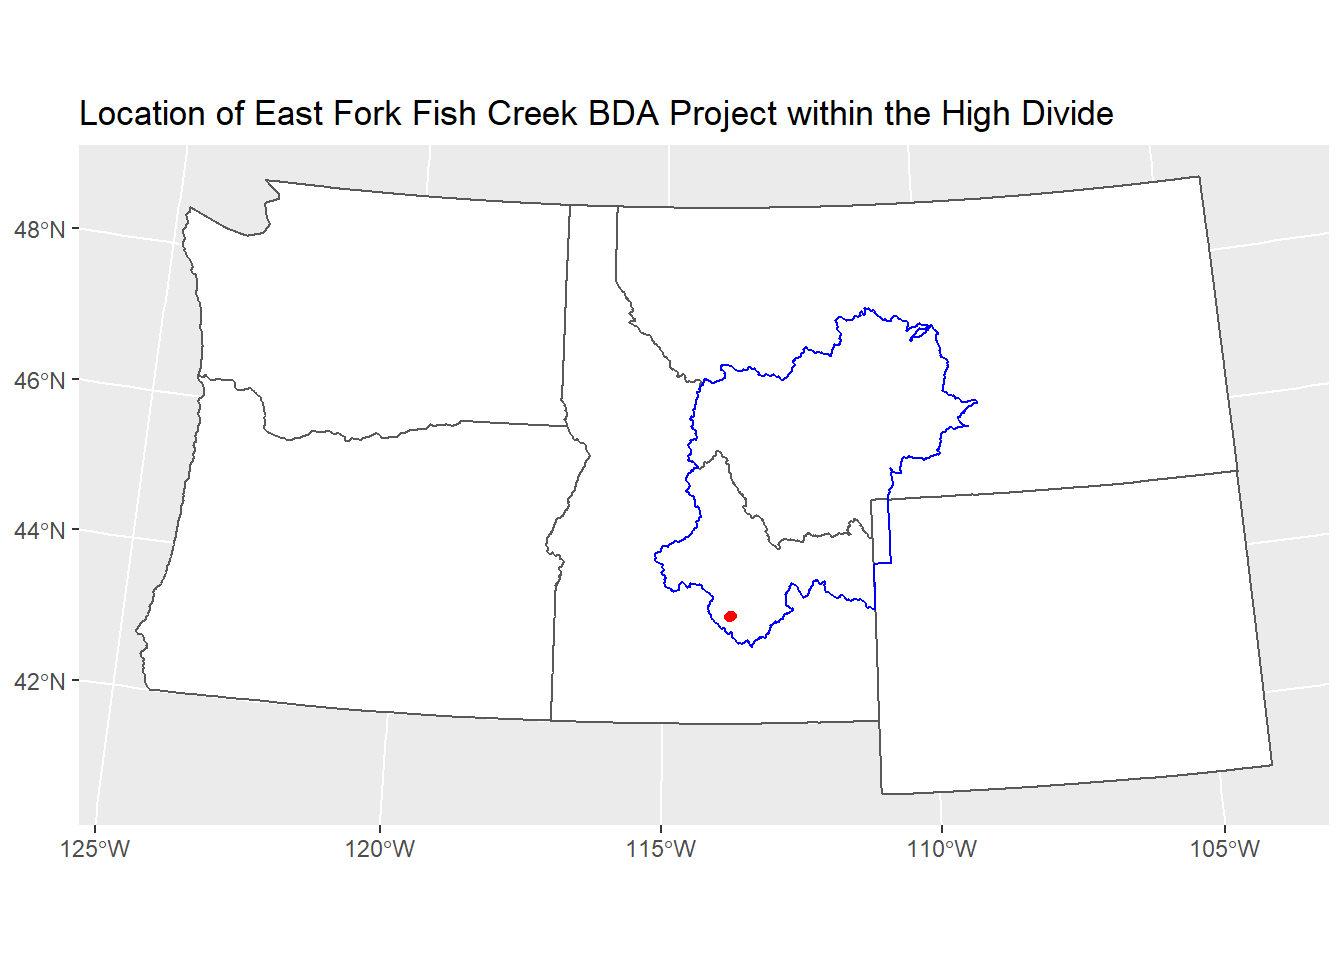 Location of East Fork Fish Creek BDA Project within the High Divide
48°N
46°N
44°N
42°N
125°W 120°W 115°W 110°W 105°W